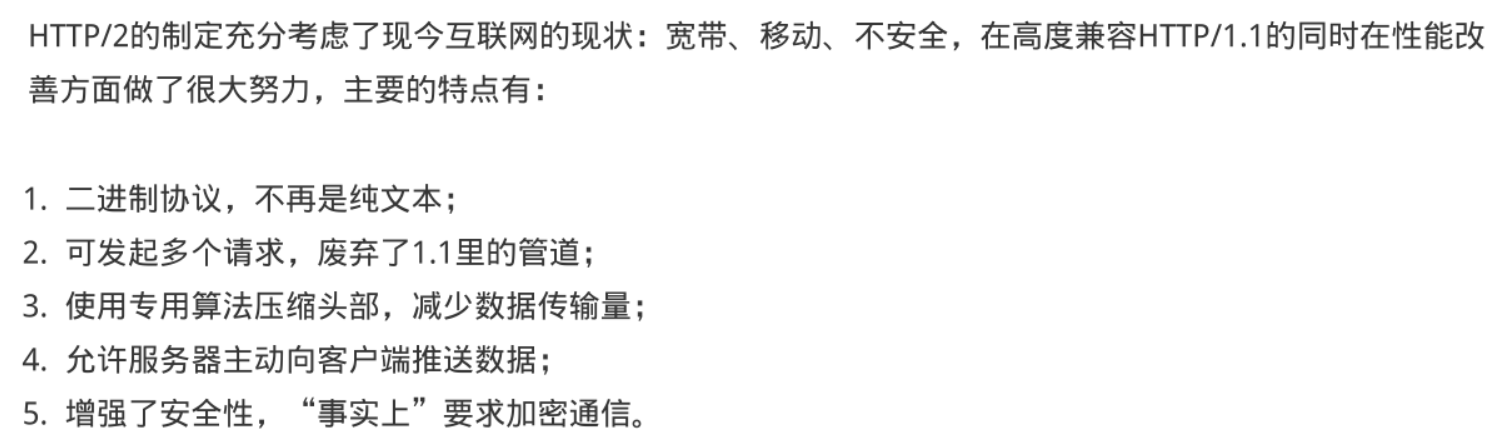 HTTP/2的制定充分考虑了现今互联网的现状：宽带、移动、不安全，在高度兼容HTTP/1.1的同时在性能改
善方面做了很大努力，主要的特点有：
1. 二进制协议，不再是纯文本；
2. 可发起多个请求，废弃了1.1里的管道；
3. 使用专用算法压缩头部，减少数据传输量；
4. 允许服务器主动向客户端推送数据；
5. 增强了安全性，“事实上”要求加密通信。